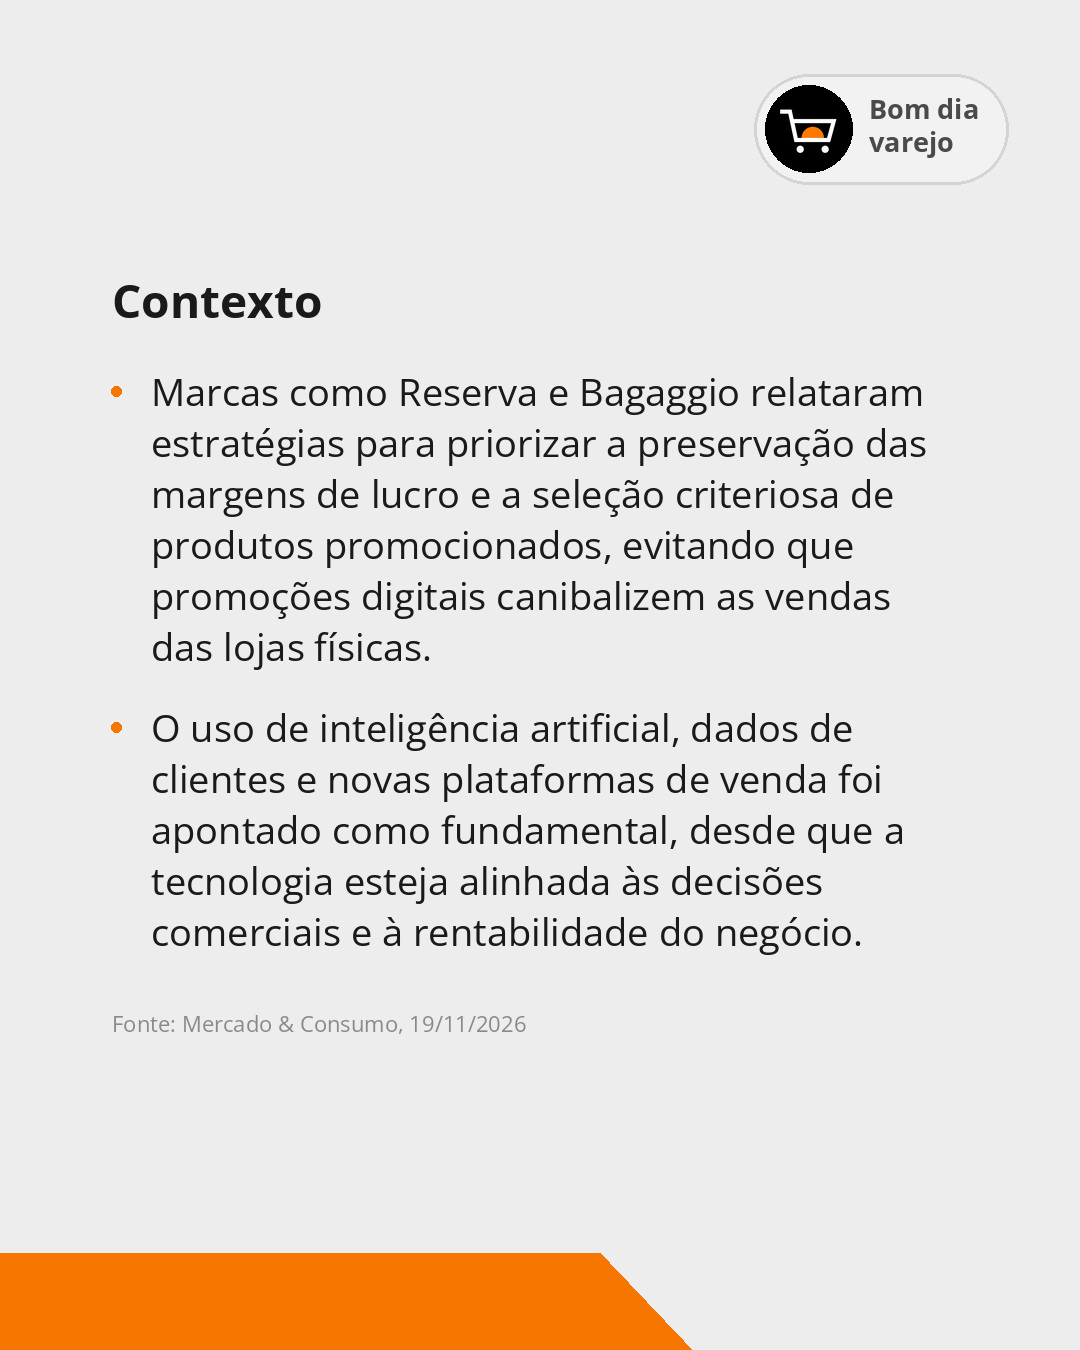 Bom dia
varejo
Contexto
• Marcas como Reserva e Bagaggio relataram
estratégias para priorizar a preservação das
margens de lucro e a seleção criteriosa de
produtos promocionados, evitando que
promoções digitais canibalizem as vendas
das lojas físicas.
• O uso de inteligência artificial, dados de
clientes e novas plataformas de venda foi
apontado como fundamental, desde que a
tecnologia esteja alinhada às decisões
comerciais e à rentabilidade do negócio.
Fonte: Mercado & Consumo, 19/11/2026